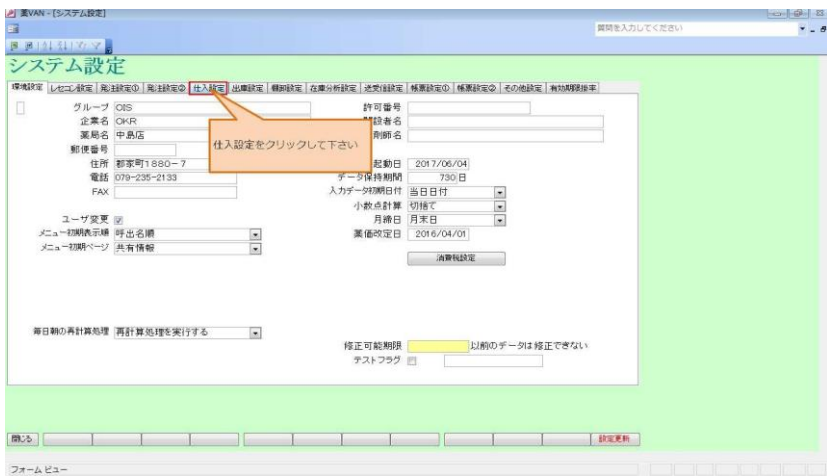 薬VAN - [システム設定]
質問を入力してください
システム設定
環境設定 レセコン設定 発注設定① 発注設定② 仕入設定 出庫設定 棚卸設定 在庫分析設定 送受信設定 帳票設定① 帳票設定② その他設定 有効期限掛率
グループ OIS 許可番号
企業名 OKR 開設者名
薬局名 中島店 剤師名
仕入設定をクリックして下さい
郵便番号
住所 郡家町1880-7 起動日 2017/06/04
電話 079-235-2133 データ保持期間 730 日
FAX 入力データ初期日付 当日日付
小数点計算 切捨て
ユーザ変更 月締日 月末日
メニュー初期表示順 呼出名順 薬価改定日 2016/04/01
メニュー初期ページ 共有情報
消費税設定
毎日朝の再計算処理 再計算処理を実行する
修正可能期限 以前のデータは修正できない
テストフラグ
閉じる 設定更新
フォーム ビュー